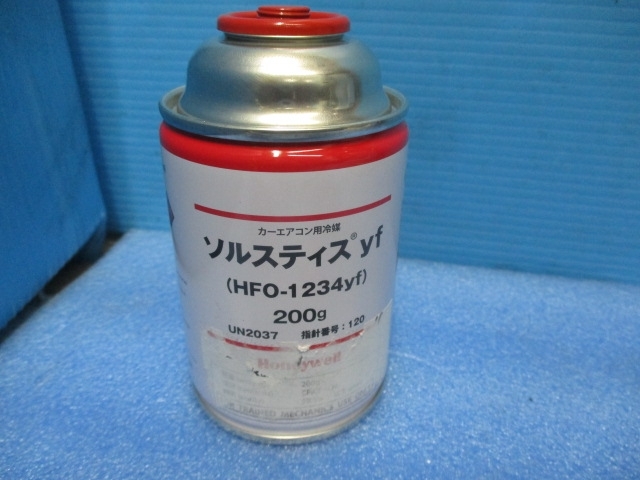 カーエアコン用冷媒
ソルスティス®yf
(HFO-1234yf)
200g
UN2037 指針番号:120
Honeywell